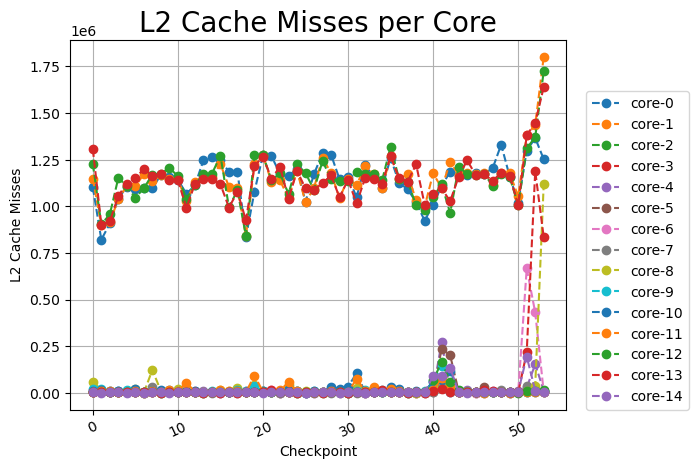 L2 Cache Misses per Core
1e6
1.75
1.50
1.25
1.00
0.75
0.50
0.25
0.00
L2 Cache Misses
0
10
20
30
40
50
Checkpoint
core-0
core-1
core-2
core-3
core-4
core-5
core-6
core-7
core-8
core-9
core-10
core-11
core-12
core-13
core-14